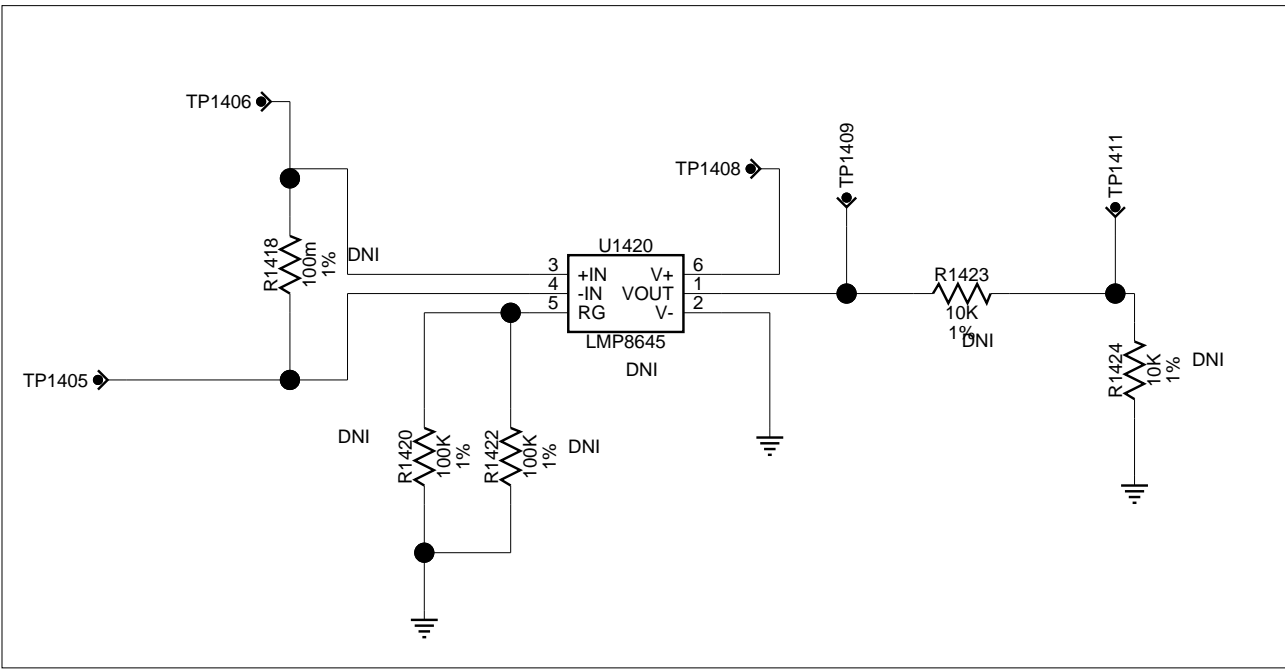 TP1406
TP1409
TP1411
TP1408
R1418
100m
1%
DNI
U1420
3
+IN
V+
6
4
-IN
VOUT
1
5
RG
V-
2
LMP8645
DNI
R1423
10K
1%
DNI
R1424
10K
1%
DNI
TP1405
DNI
R1420
100K
1%
R1422
100K
1%
DNI